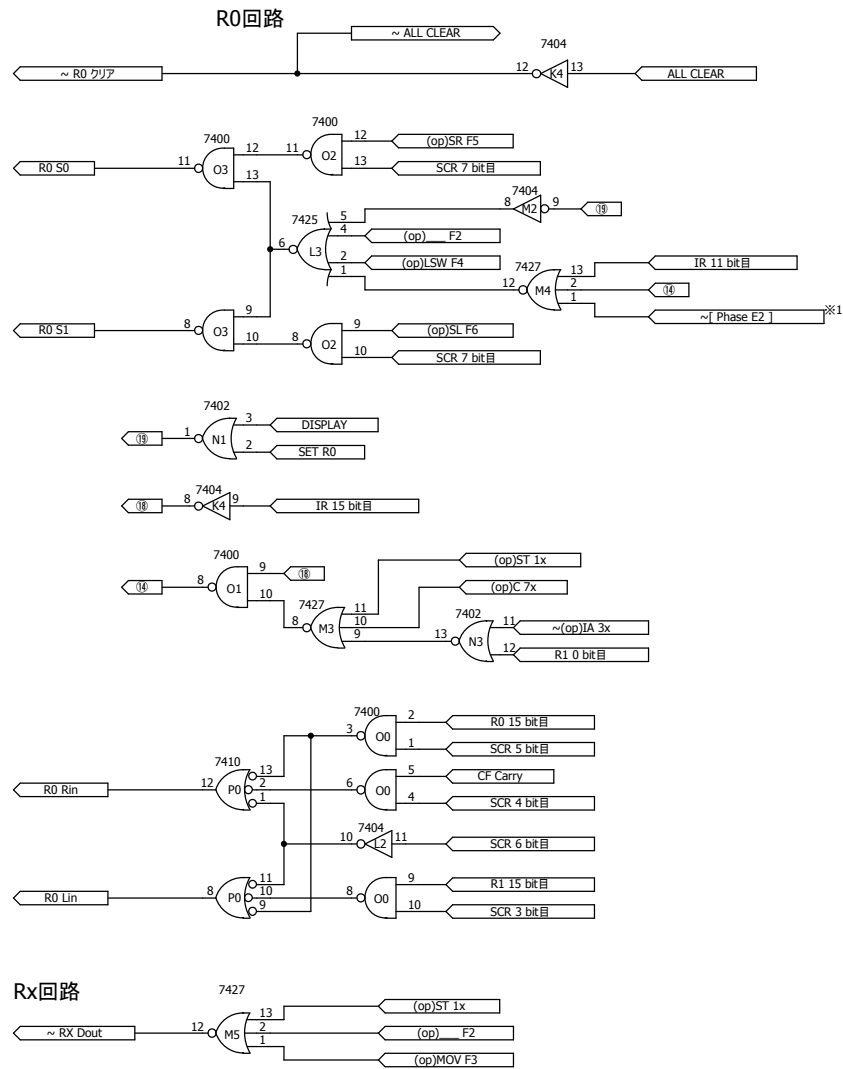 R0回路
~ ALL CLEAR
7404
~ R0 クリア
12 K4 13
ALL CLEAR
7400
7400
R0 S0
11 O3 12
13
11 O2 12
13
(op)SR F5
SCR 7 bit目
7404
8 M2 9
⑲
7425
6 L3 5
4
2
1
(op)___ F2
(op)LSW F4
7427
12 M4 13
2
1
IR 11 bit目
⑭
~[ Phase E2 ]
※1
R0 S1
8 O3 9
10
8 O2 9
10
(op)SL F6
SCR 7 bit目
7402
⑲
1 N1 3
2
DISPLAY
SET R0
7404
⑱
8 K4 9
IR 15 bit目
7400
⑭
8 O1 9
10
⑱
7427
8 M3 11
10
9
(op)ST 1x
(op)C 7x
7402
13 N3 11
12
~(op)IA 3x
R1 0 bit目
7400
3 O0 2
1
R0 15 bit目
SCR 5 bit目
7410
R0 Rin
12 P0 13
2
1
6 O0 5
4
CF Carry
SCR 4 bit目
7404
10 L2 11
SCR 6 bit目
R0 Lin
8 P0 11
10
9
8 O0 9
10
R1 15 bit目
SCR 3 bit目
Rx回路
7427
~ RX Dout
12 M5 13
2
1
(op)ST 1x
(op)___ F2
(op)MOV F3